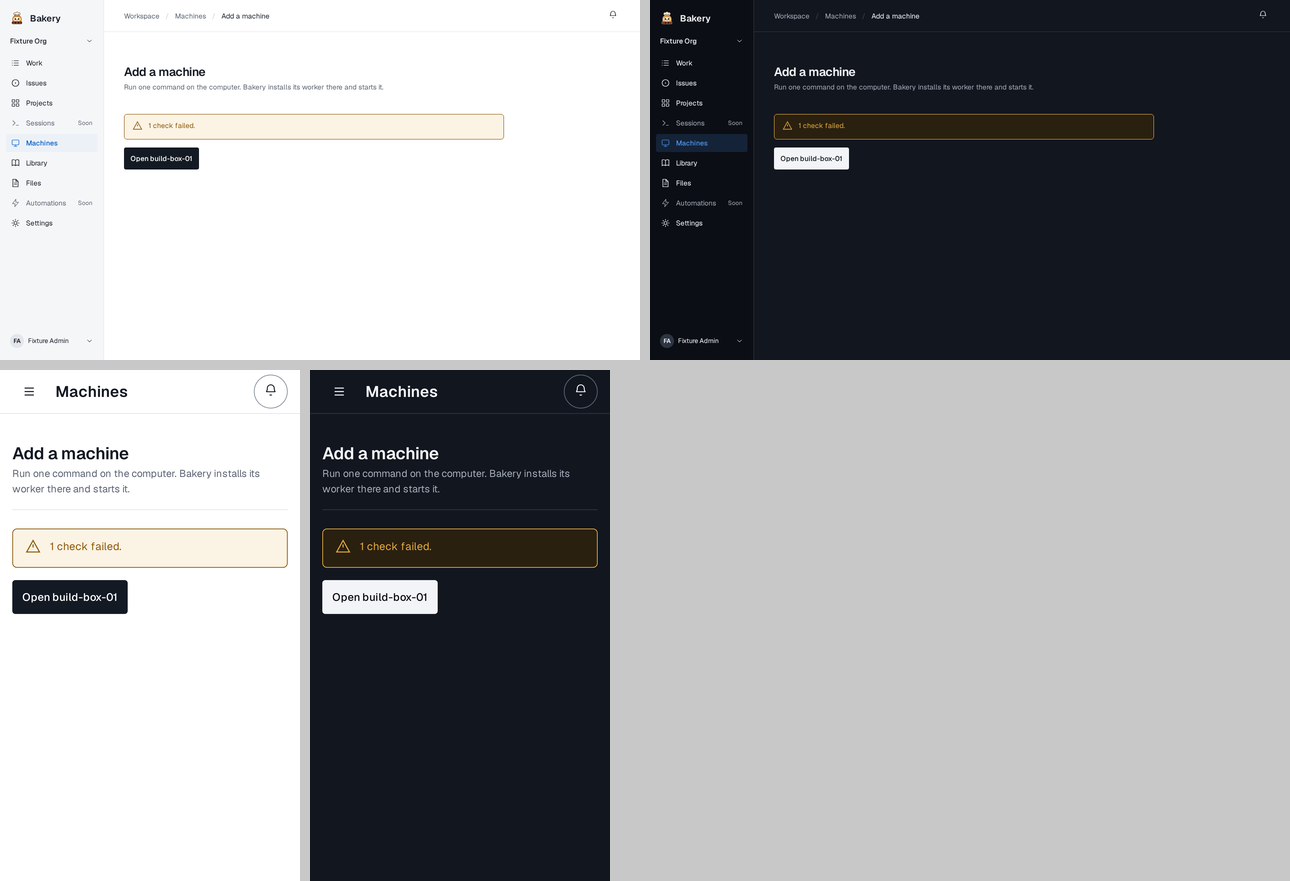 Bakery
Fixture Org
Work
Issues
Projects
Sessions Soon
Machines
Library
Files
Automations Soon
Settings
FA Fixture Admin
Workspace / Machines / Add a machine
Add a machine
Run one command on the computer. Bakery installs its worker there and starts it.
1 check failed.
Open build-box-01
Bakery
Fixture Org
Work
Issues
Projects
Sessions Soon
Machines
Library
Files
Automations Soon
Settings
FA Fixture Admin
Workspace / Machines / Add a machine
Add a machine
Run one command on the computer. Bakery installs its worker there and starts it.
1 check failed.
Open build-box-01
Machines
Add a machine
Run one command on the computer. Bakery installs its
worker there and starts it.
1 check failed.
Open build-box-01
Machines
Add a machine
Run one command on the computer. Bakery installs its
worker there and starts it.
1 check failed.
Open build-box-01